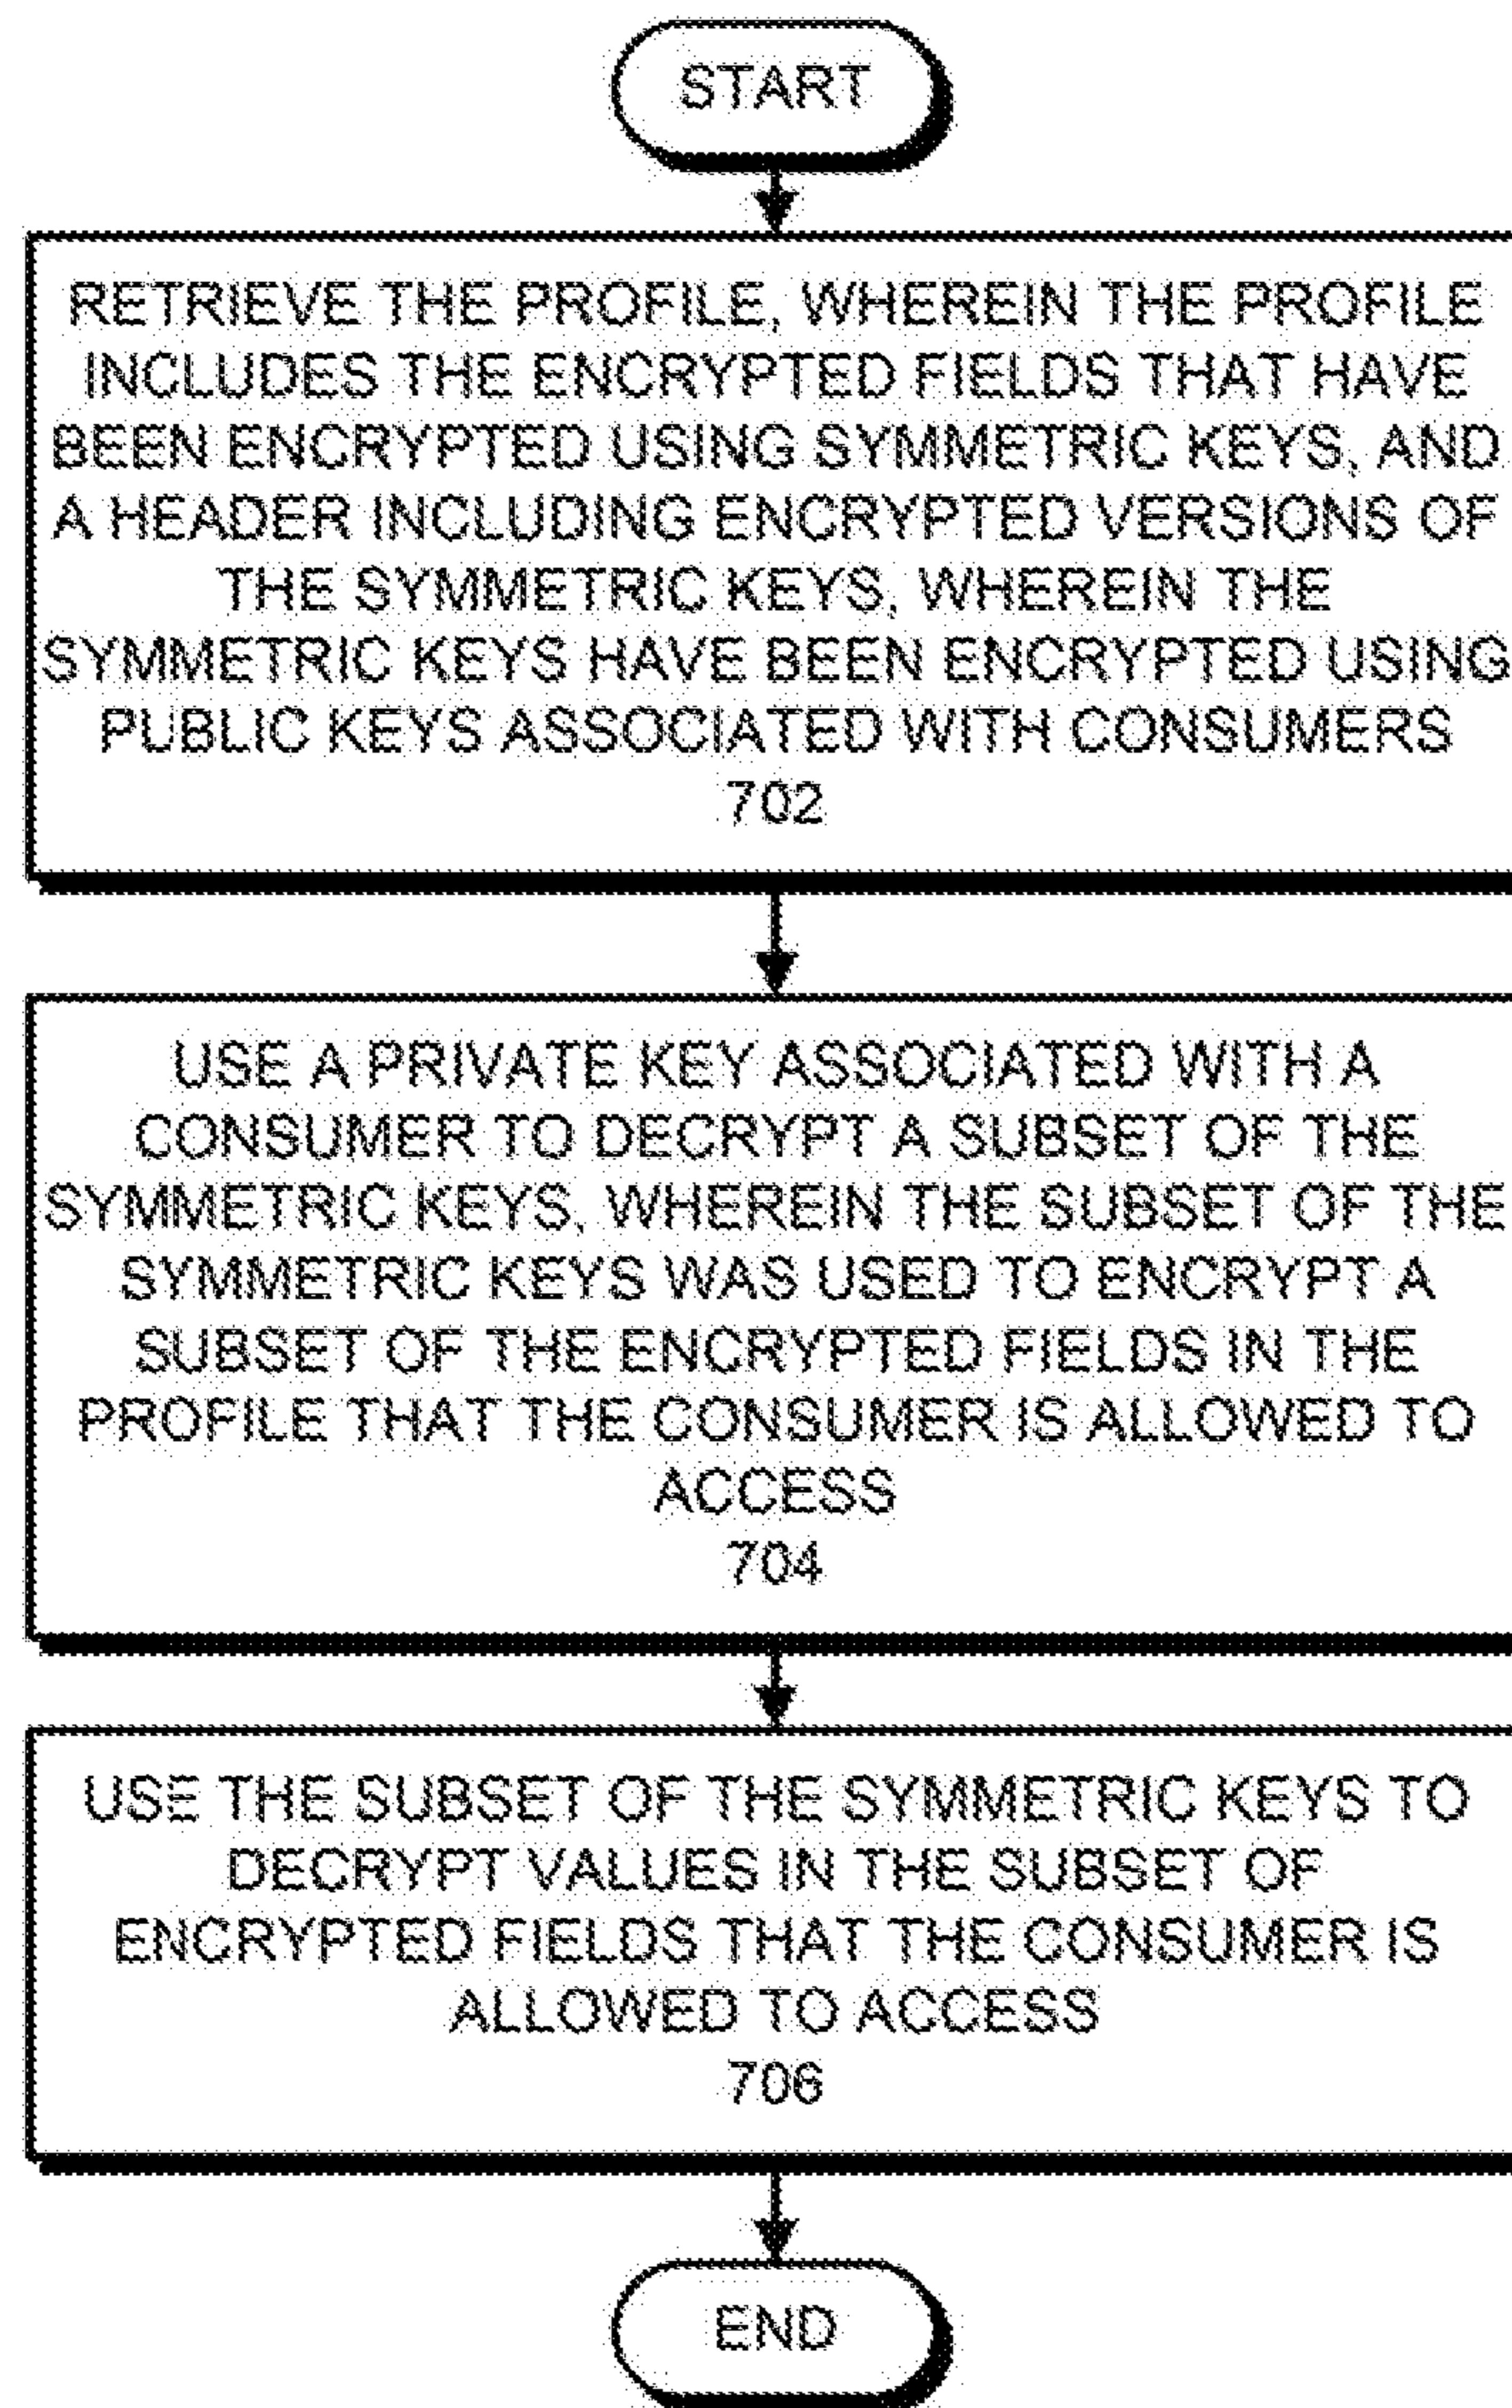 START
RETRIEVE THE PROFILE, WHEREIN THE PROFILE
INCLUDES THE ENCRYPTED FIELDS THAT HAVE
BEEN ENCRYPTED USING SYMMETRIC KEYS, AND
A HEADER INCLUDING ENCRYPTED VERSIONS OF
THE SYMMETRIC KEYS, WHEREIN THE
SYMMETRIC KEYS HAVE BEEN ENCRYPTED USING
PUBLIC KEYS ASSOCIATED WITH CONSUMERS
702
USE A PRIVATE KEY ASSOCIATED WITH A
CONSUMER TO DECRYPT A SUBSET OF THE
SYMMETRIC KEYS, WHEREIN THE SUBSET OF THE
SYMMETRIC KEYS WAS USED TO ENCRYPT A
SUBSET OF THE ENCRYPTED FIELDS IN THE
PROFILE THAT THE CONSUMER IS ALLOWED TO
ACCESS
704
USE THE SUBSET OF THE SYMMETRIC KEYS TO
DECRYPT VALUES IN THE SUBSET OF
ENCRYPTED FIELDS THAT THE CONSUMER IS
ALLOWED TO ACCESS
706
END